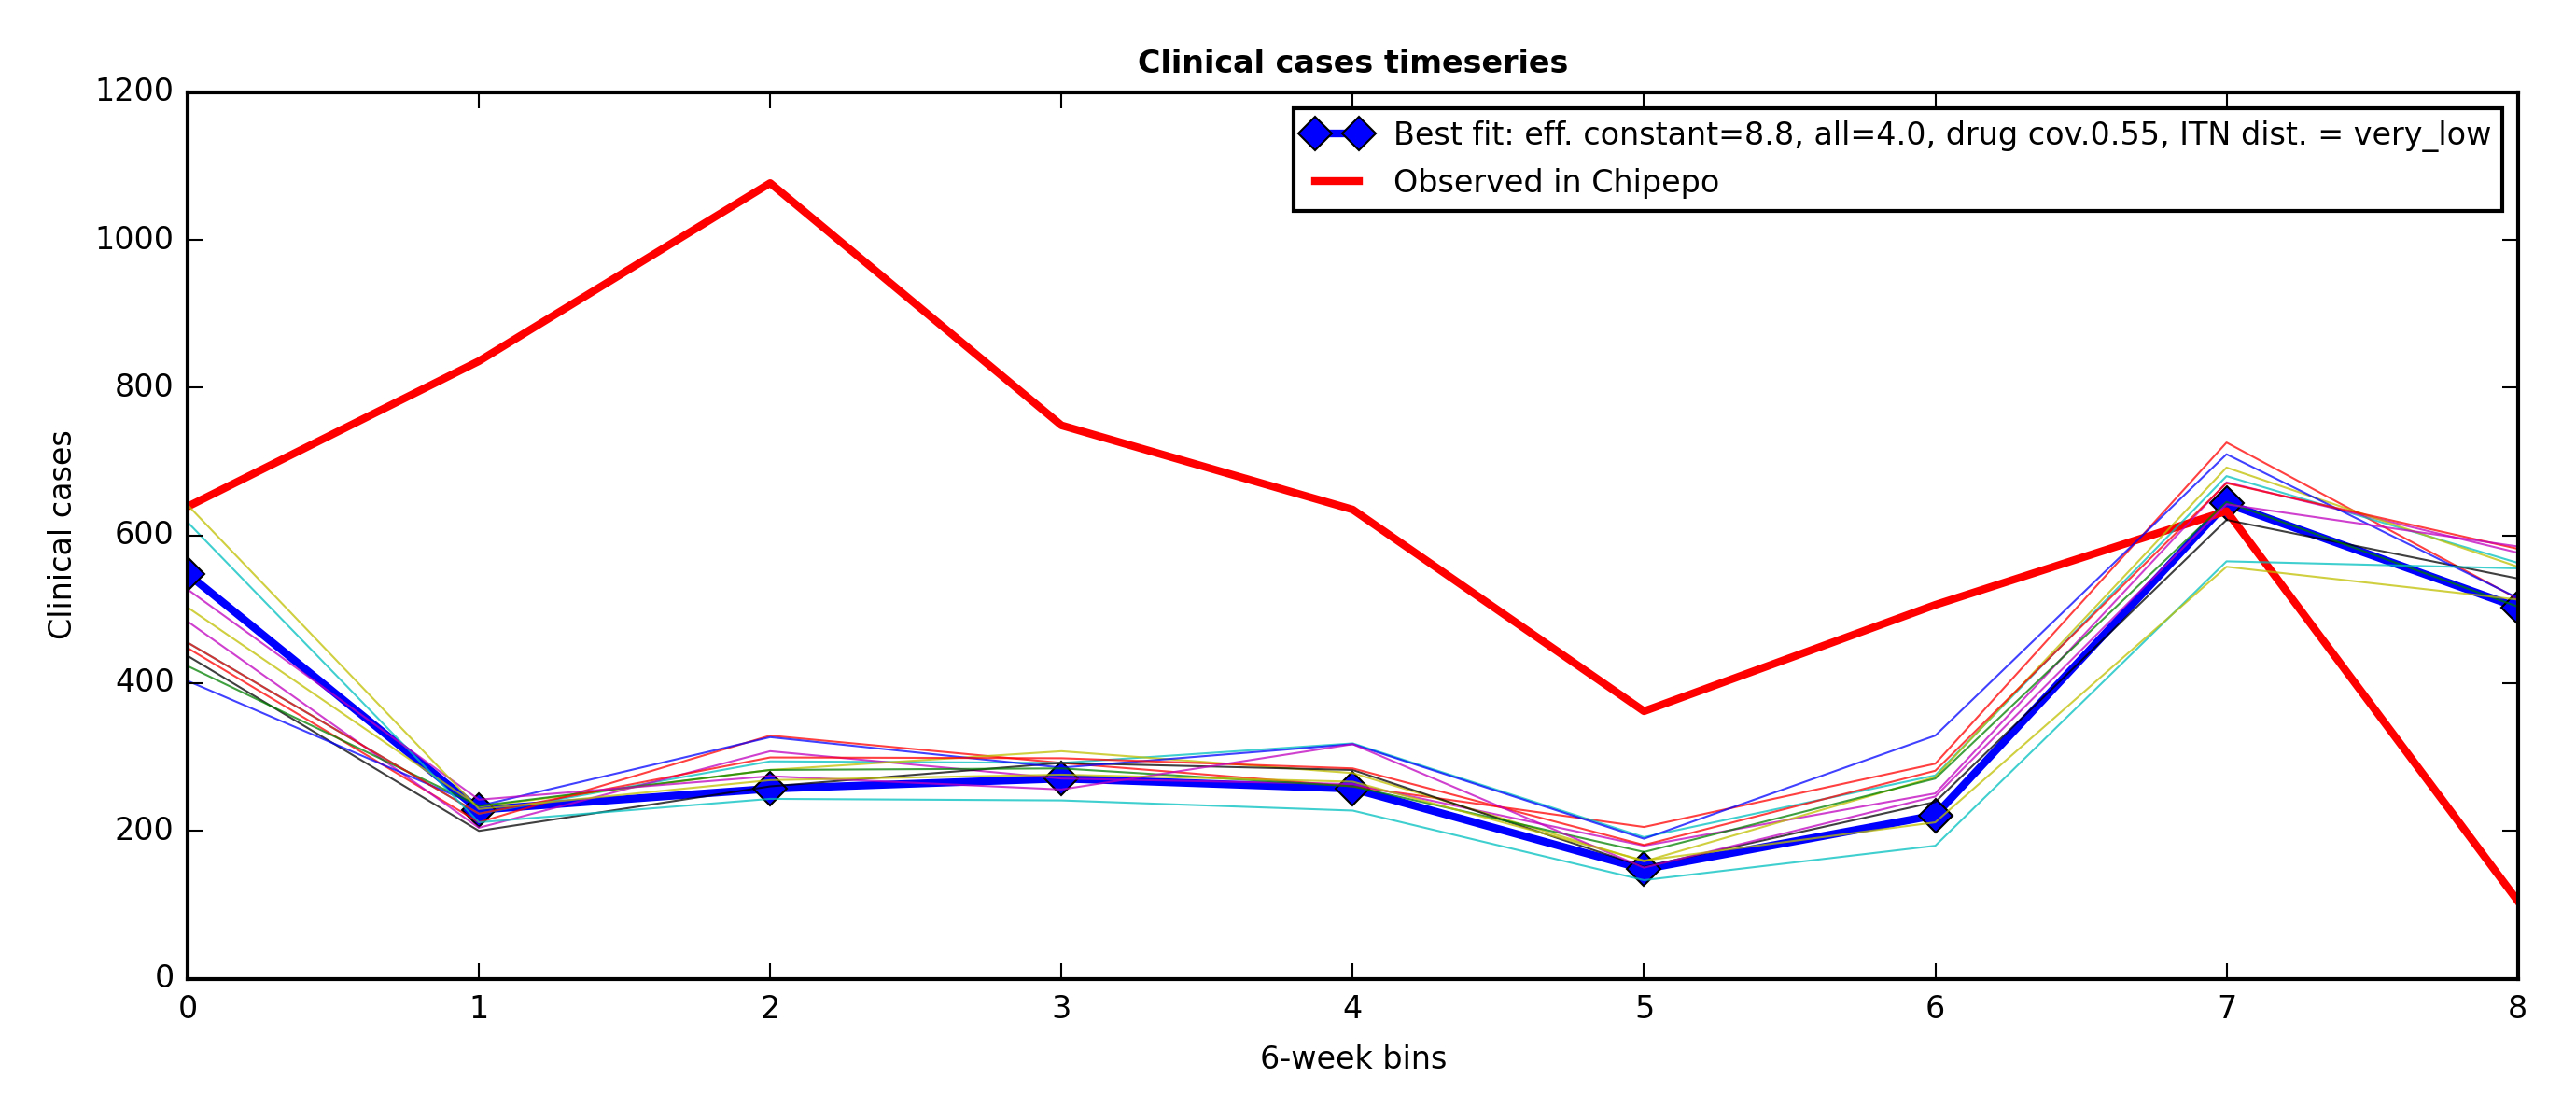 Clinical cases timeseries
1200
1000
800
600
400
200
0
Clinical cases
Best fit: eff. constant=8.8, all=4.0, drug cov.0.55, ITN dist. = very_low
Observed in Chipepo
0 1 2 3 4 5 6 7 8
6-week bins